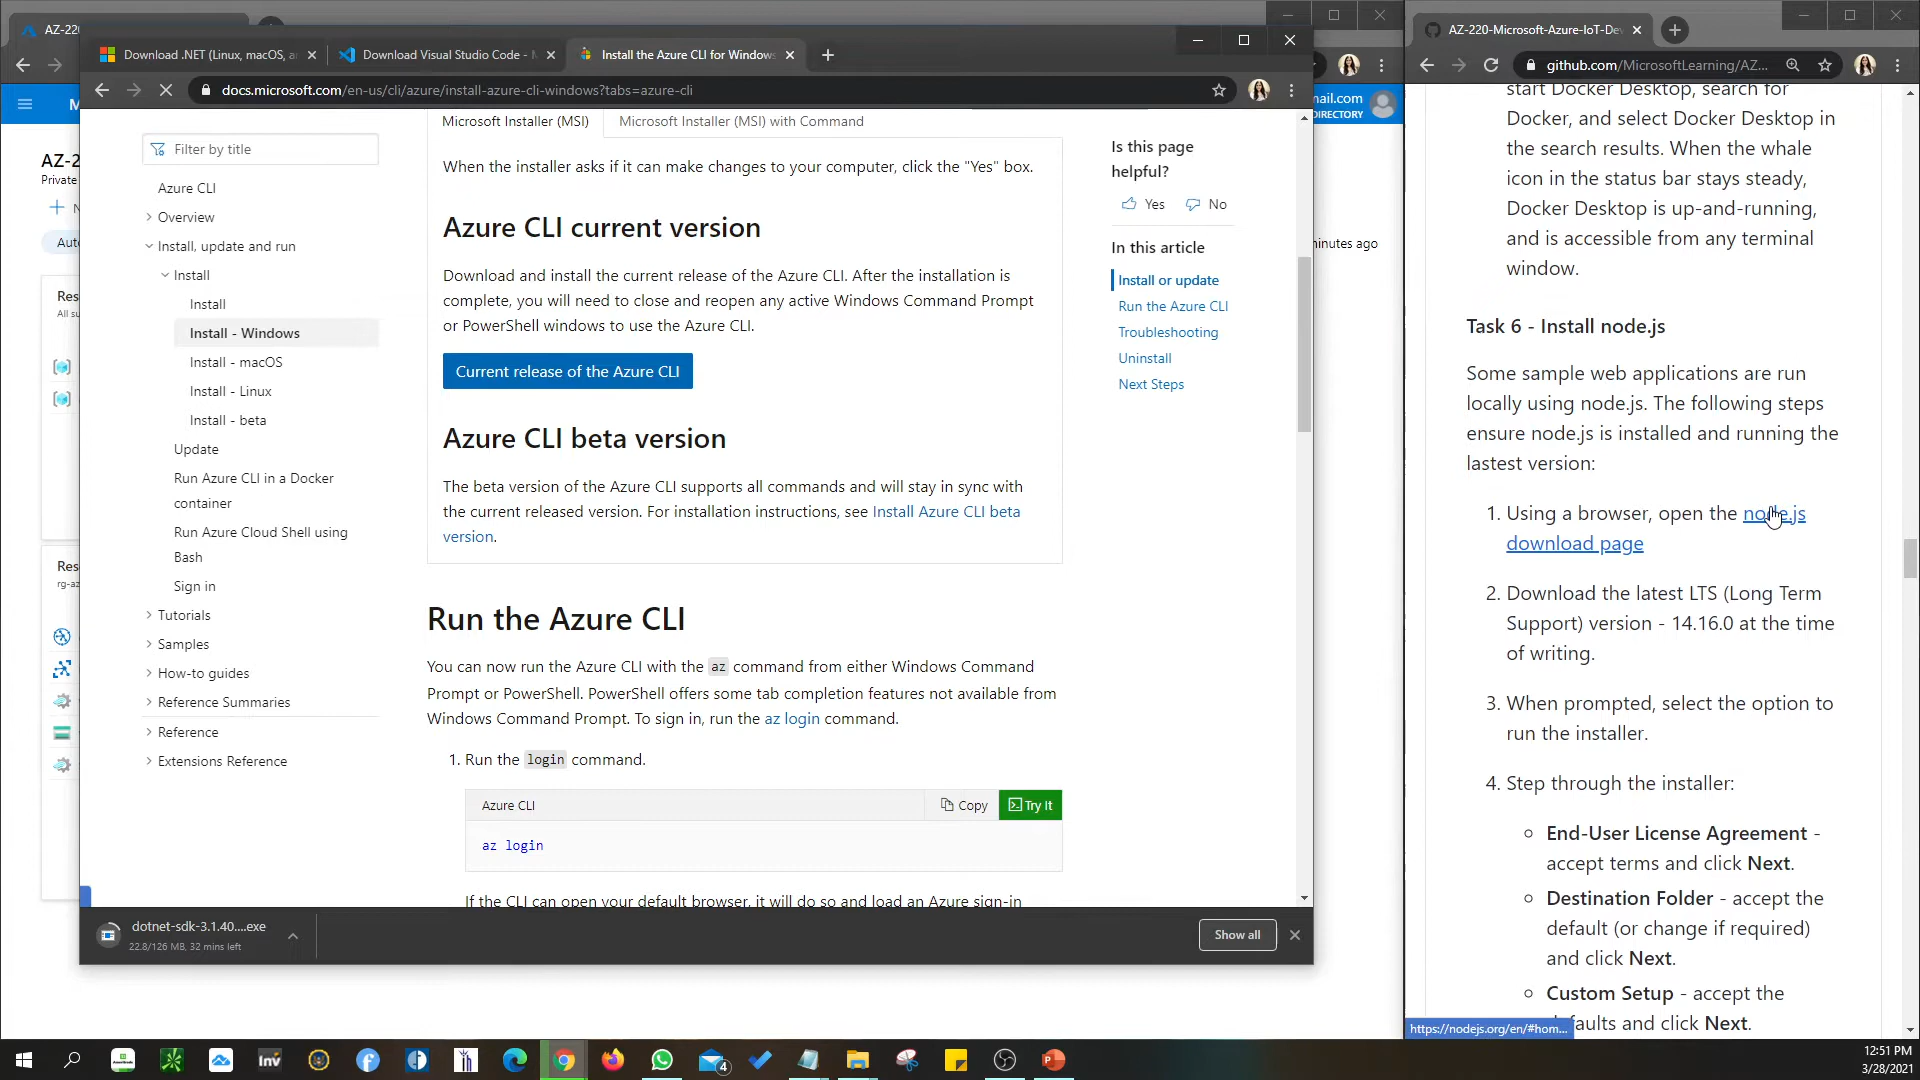 AZ-220
Download .NET (Linux, macOS, a
Download Visual Studio Code -
Install the Azure CLI for Windows
docs.microsoft.com/en-us/cli/azure/install-azure-cli-windows?tabs=azure-cli
M
AZ-2
Private
Auto
Res
All su
Res
rg-az
nail.com
DIRECTORY
minutes ago
Filter by title
Azure CLI
Overview
Install, update and run
Install
Install
Install - Windows
Install - macOS
Install - Linux
Install - beta
Update
Run Azure CLI in a Docker
container
Run Azure Cloud Shell using
Bash
Sign in
Tutorials
Samples
How-to guides
Reference Summaries
Reference
Extensions Reference
Microsoft Installer (MSI)
Microsoft Installer (MSI) with Command
When the installer asks if it can make changes to your computer, click the "Yes" box.
Azure CLI current version
Download and install the current release of the Azure CLI. After the installation is
complete, you will need to close and reopen any active Windows Command Prompt
or PowerShell windows to use the Azure CLI.
Current release of the Azure CLI
Azure CLI beta version
The beta version of the Azure CLI supports all commands and will stay in sync with
the current released version. For installation instructions, see Install Azure CLI beta
version.
Run the Azure CLI
You can now run the Azure CLI with the az command from either Windows Command
Prompt or PowerShell. PowerShell offers some tab completion features not available from
Windows Command Prompt. To sign in, run the az login command.
1. Run the login command.
Azure CLI
Copy
Try It
az login
If the CLI can open your default browser, it will do so and load an Azure sign-in
Is this page
helpful?
Yes
No
In this article
Install or update
Run the Azure CLI
Troubleshooting
Uninstall
Next Steps
dotnet-sdk-3.1.40....exe
22.8/126 MB, 32 mins left
Show all
AZ-220-Microsoft-Azure-IoT-De
github.com/MicrosoftLearning/AZ...
start Docker Desktop, search for
Docker, and select Docker Desktop in
the search results. When the whale
icon in the status bar stays steady,
Docker Desktop is up-and-running,
and is accessible from any terminal
window.
Task 6 - Install node.js
Some sample web applications are run
locally using node.js. The following steps
ensure node.js is installed and running the
lastest version:
1. Using a browser, open the node.js
download page
2. Download the latest LTS (Long Term
Support) version - 14.16.0 at the time
of writing.
3. When prompted, select the option to
run the installer.
4. Step through the installer:
End-User License Agreement -
accept terms and click Next.
Destination Folder - accept the
default (or change if required)
and click Next.
Custom Setup - accept the
defaults and click Next.
https://nodejs.org/en/#hom...
Inv
4
12:51 PM
3/28/2021